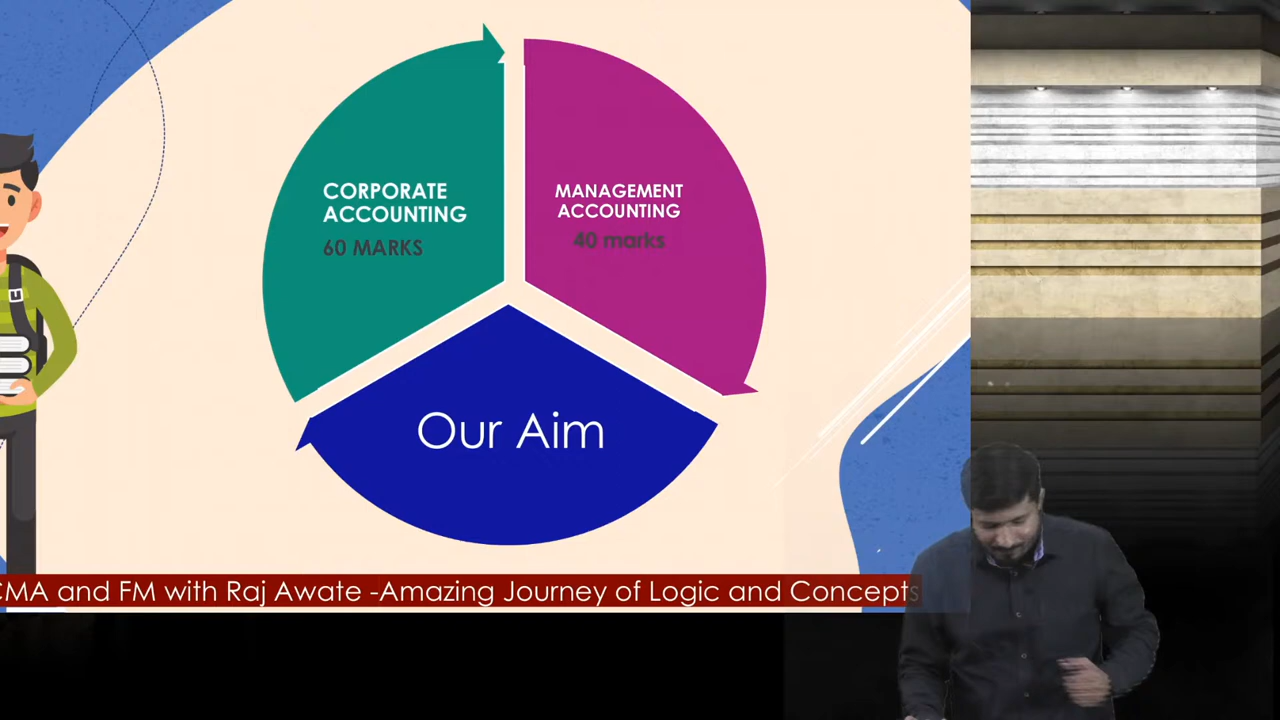 CORPORATE
ACCOUNTING
60 MARKS
MANAGEMENT
ACCOUNTING
40 marks
Our Aim
CMA and FM with Raj Awate -Amazing Journey of Logic and Concepts